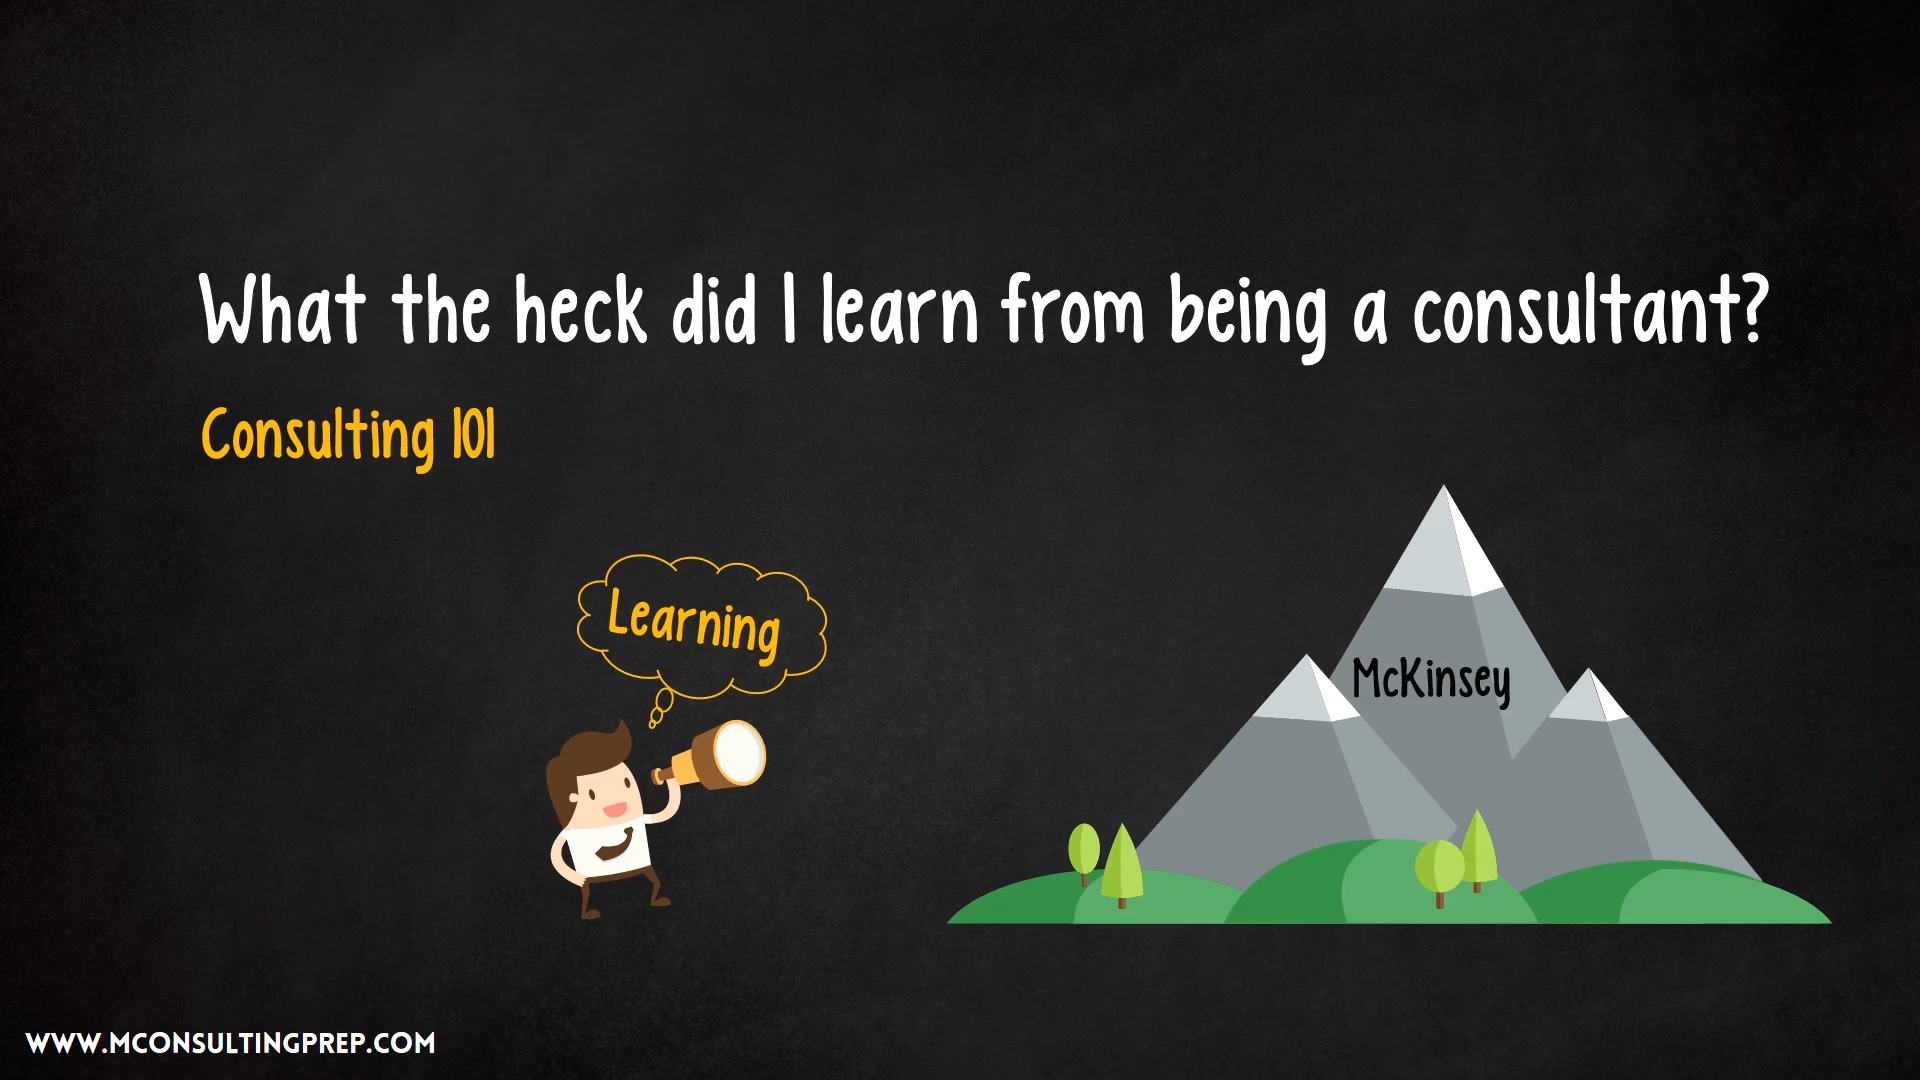 What the heck did I learn from being a consultant?
Consulting 101
Learning
McKinsey
WWW.MCONSULTINGPREP.COM